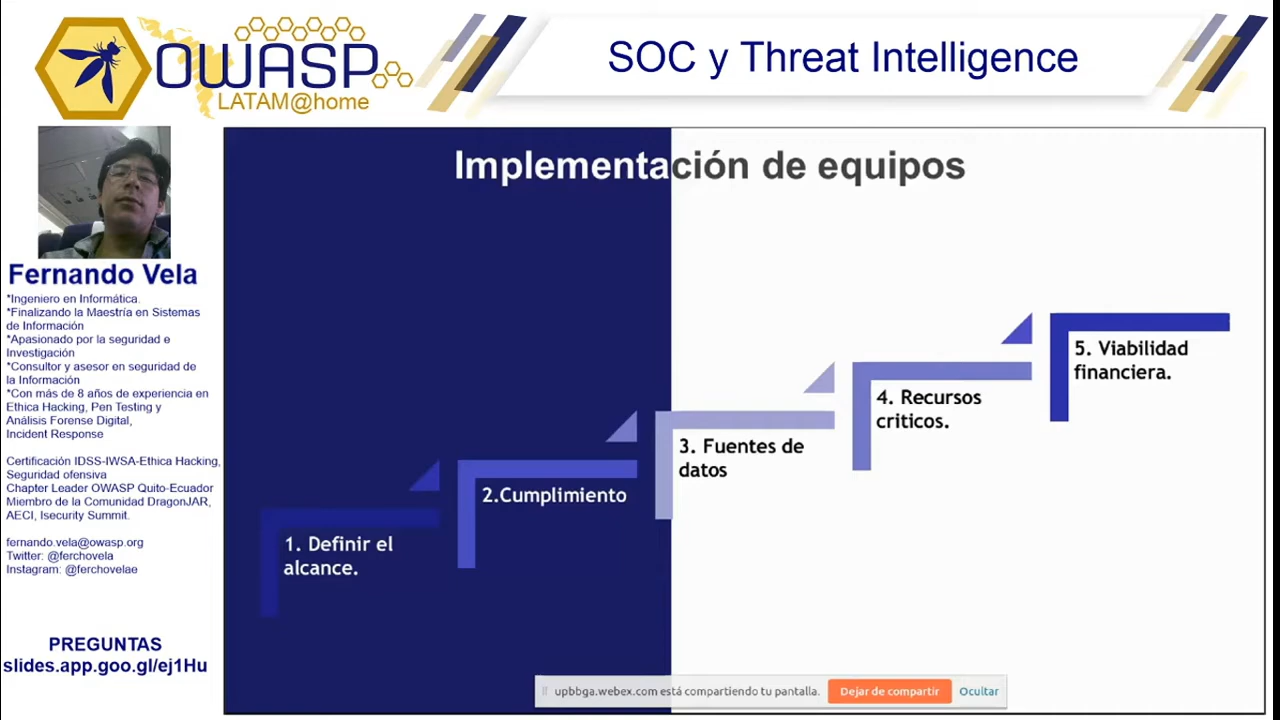 OWASP
LATAM@home
SOC y Threat Intelligence
Fernando Vela
*Ingeniero en Informática.
*Finalizando la Maestría en Sistemas
de Información
*Apasionado por la seguridad e
Investigación
*Consultor y asesor en seguridad de
la Información
*Con más de 8 años de experiencia en
Ethica Hacking, Pen Testing y
Análisis Forense Digital,
Incident Response
Certificación IDSS-IWSA-Ethica Hacking,
Seguridad ofensiva
Chapter Leader OWASP Quito-Ecuador
Miembro de la Comunidad DragonJAR,
AECI, Isecurity Summit.
fernando.vela@owasp.org
Twitter: @ferchovela
Instagram: @ferchovelae
PREGUNTAS
slides.app.goo.gl/ej1Hu
Implementación de equipos
1. Definir el
alcance.
2.Cumplimiento
3. Fuentes de
datos
4. Recursos
criticos.
5. Viabilidad
financiera.
upbbga.webex.com está compartiendo tu pantalla.
Dejar de compartir
Ocultar